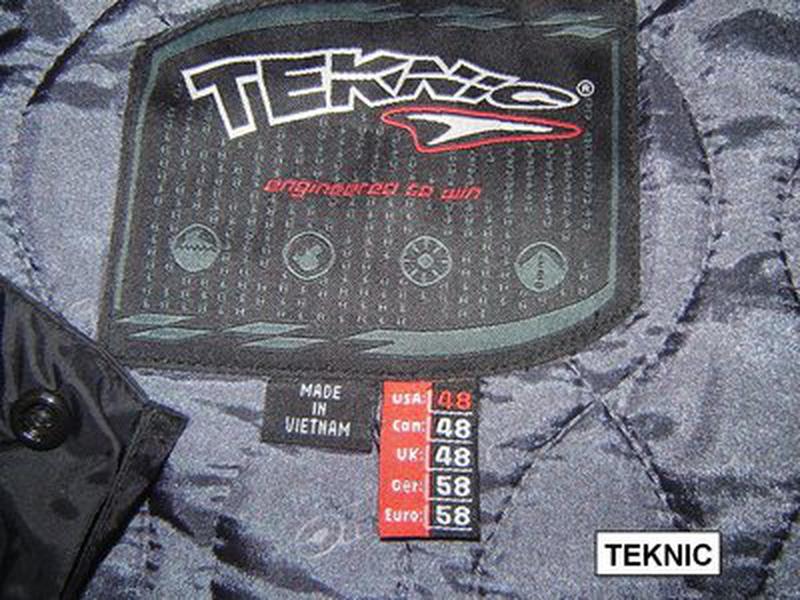 TEKNIC®
engineered to win
MADE
IN
VIETNAM
USA: 48
Can: 48
UK: 48
Ger: 58
Euro: 58
TEKNIC